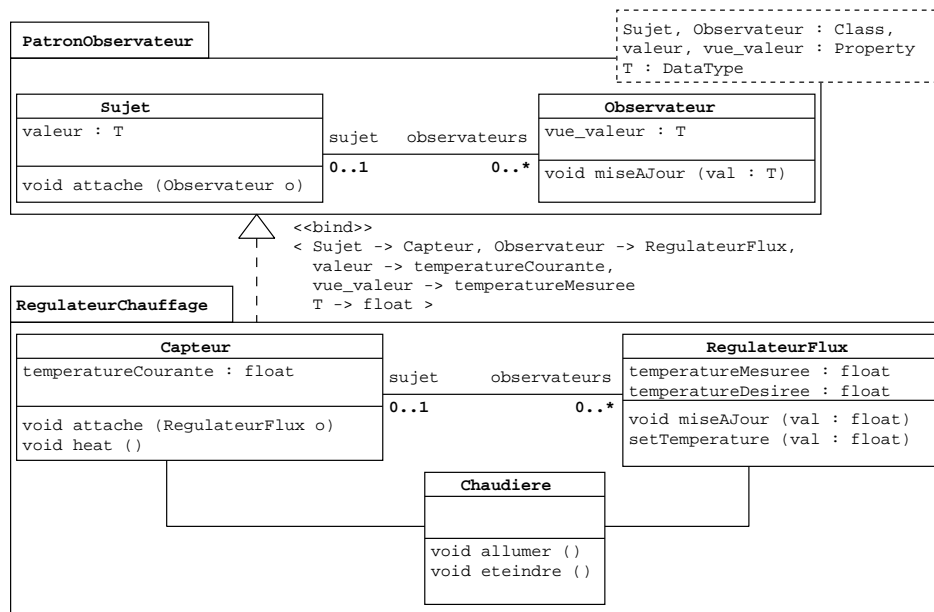 PatronObservateur
Sujet, Observateur : Class,
valeur, vue_valeur : Property
T : DataType
Sujet
valeur : T
void attache (Observateur o)
sujet
observateurs
0..1
0..*
Observateur
vue_valeur : T
void miseAJour (val : T)
<<bind>>
< Sujet -> Capteur, Observateur -> RegulateurFlux,
valeur -> temperatureCourante,
vue_valeur -> temperatureMesuree
T -> float >
RegulateurChauffage
Capteur
temperatureCourante : float
void attache (RegulateurFlux o)
void heat ()
sujet
observateurs
0..1
0..*
RegulateurFlux
temperatureMesuree : float
temperatureDesiree : float
void miseAJour (val : float)
setTemperature (val : float)
Chaudiere
void allumer ()
void eteindre ()